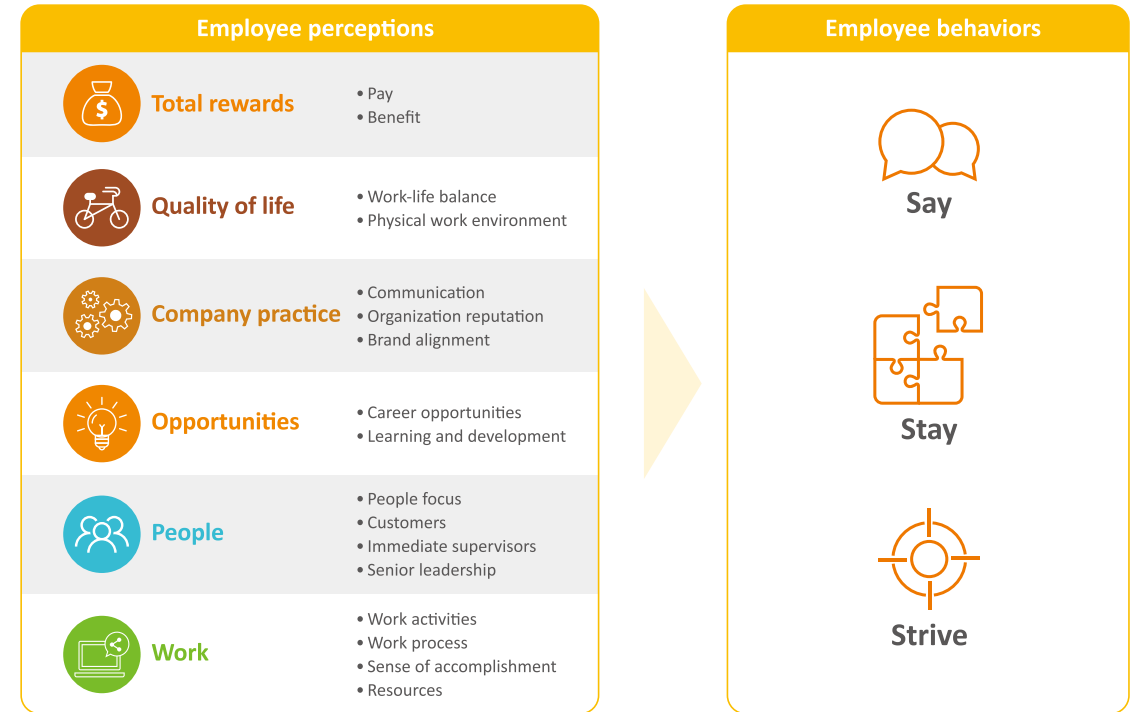 Employee perceptions
Total rewards
• Pay
• Benefit
Quality of life
• Work-life balance
• Physical work environment
Company practice
• Communication
• Organization reputation
• Brand alignment
Opportunities
• Career opportunities
• Learning and development
People
• People focus
• Customers
• Immediate supervisors
• Senior leadership
Work
• Work activities
• Work process
• Sense of accomplishment
• Resources
Employee behaviors
Say
Stay
Strive